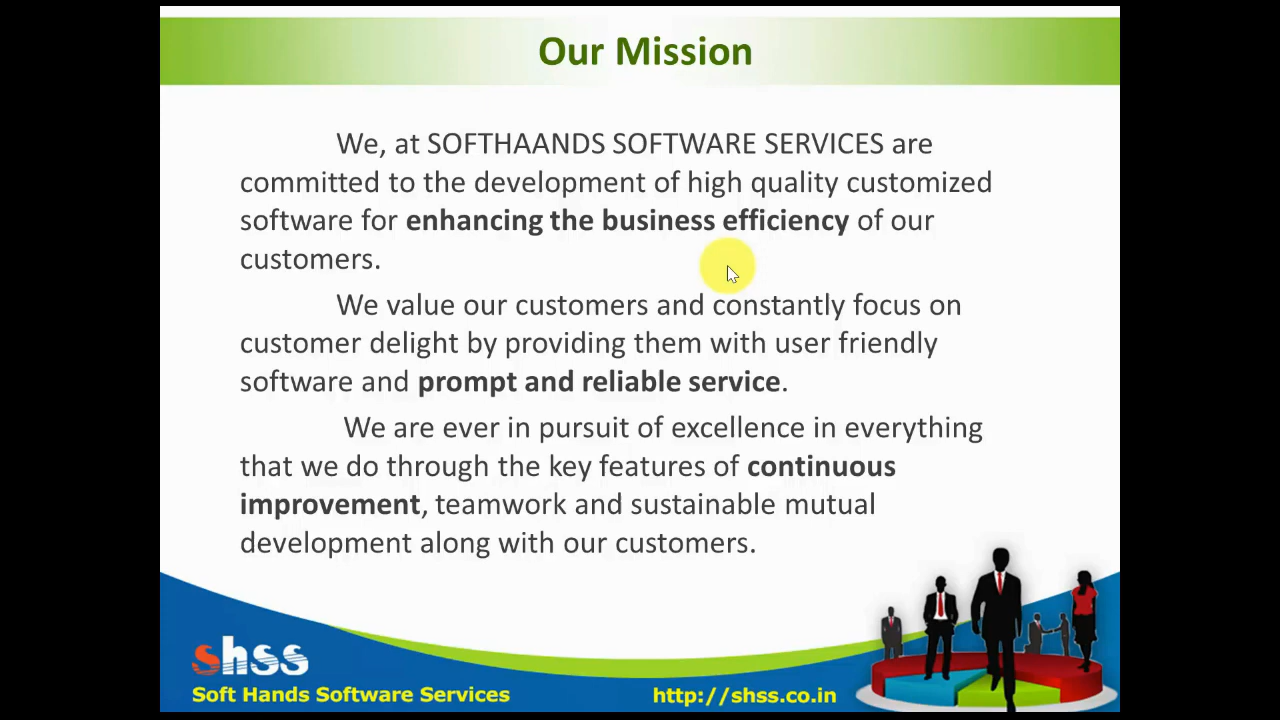 Our Mission
We, at SOFTHAANDS SOFTWARE SERVICES are
committed to the development of high quality customized
software for enhancing the business efficiency of our
customers.
We value our customers and constantly focus on
customer delight by providing them with user friendly
software and prompt and reliable service.
We are ever in pursuit of excellence in everything
that we do through the key features of continuous
improvement, teamwork and sustainable mutual
development along with our customers.
shss
Soft Hands Software Services
http://shss.co.in